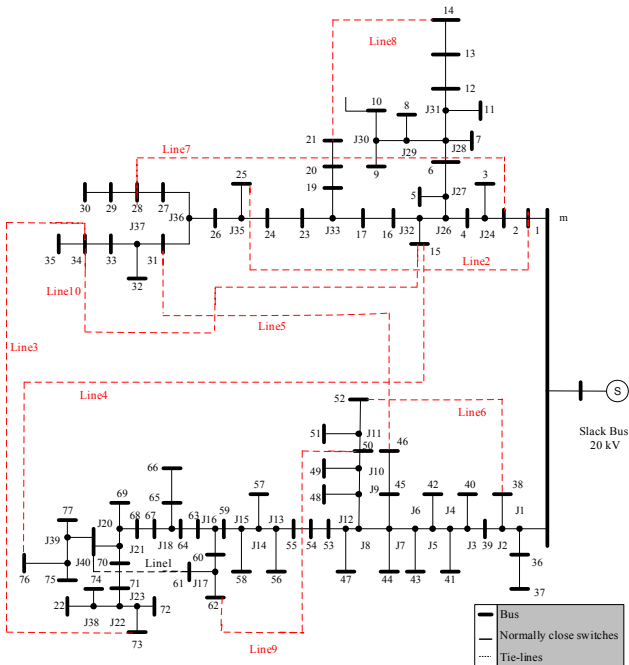 14
Line8
13
12
10
8
J31
11
21
J30
7
J29
J28
9
Line7
25
20
6
3
19
5
J27
30
29
28
27
J36
J37
26
J35
24
23
J33
17
16
J32
J26
4
J24
2
1
m
15
35
34
33
31
32
Line2
Line10
Line5
Line3
S
Line4
52
Line6
Slack Bus
20 kV
51
J11
50
46
66
49
J10
38
57
48
J9
45
42
40
77
69
65
59
J20
68
67
J18
63
J16
J15
J13
J12
J6
J4
J2
J1
J39
J21
64
J14
55
54
53
J8
J7
J5
J3
39
J40
70
Line1
60
36
76
75
74
61
J17
58
56
47
44
43
41
71
J23
62
37
22
72
J38
J22
73
Line9
Bus
Normally close switches
Tie-lines